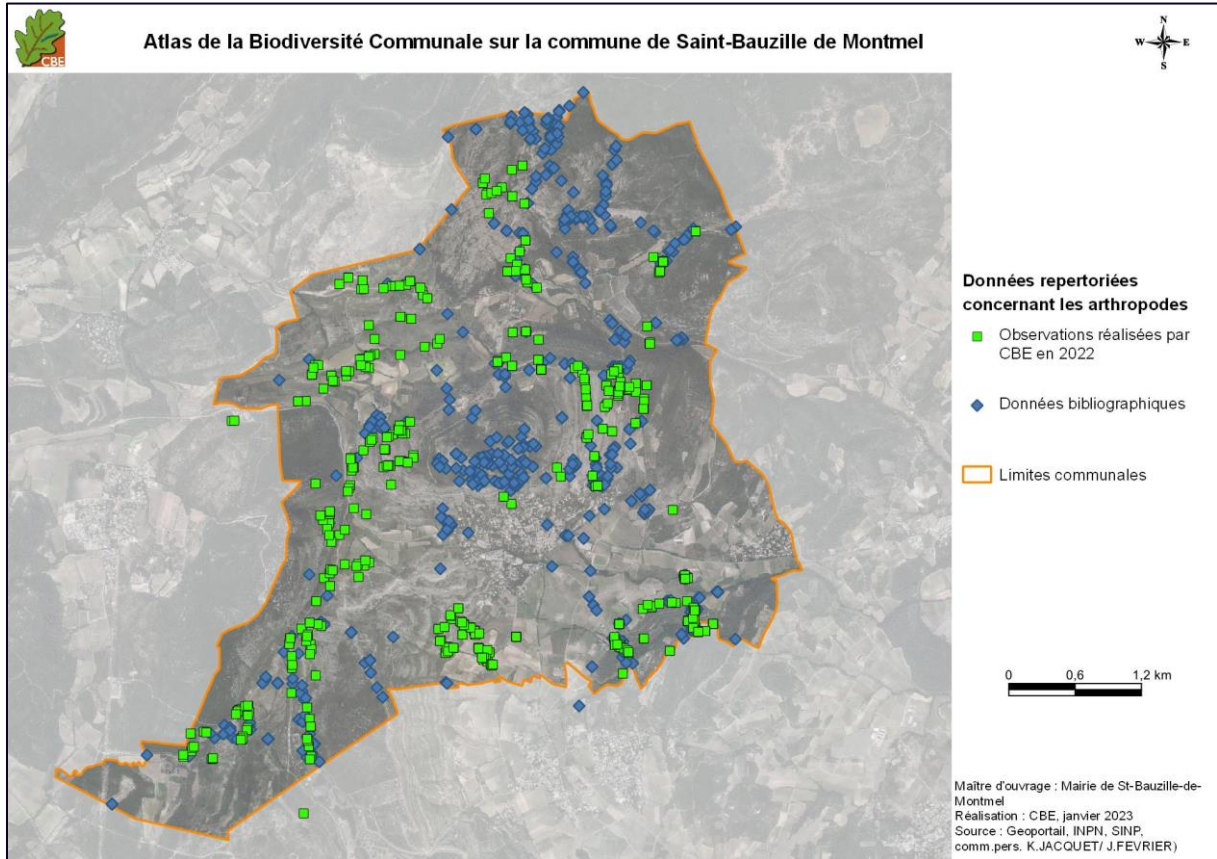 CBE
Atlas de la Biodiversité Communale sur la commune de Saint-Bauzille de Montmel
N
W E
S
Données repertoriées
concernant les arthropodes
Observations réalisées par
CBE en 2022
Données bibliographiques
Limites communales
0 0,6 1,2 km
Maître d'ouvrage : Mairie de St-Bauzille-de-
Montmel
Réalisation : CBE, janvier 2023
Source : Geoportail, INPN, SINP,
comm.pers. K.JACQUET/ J.FEVRIER)